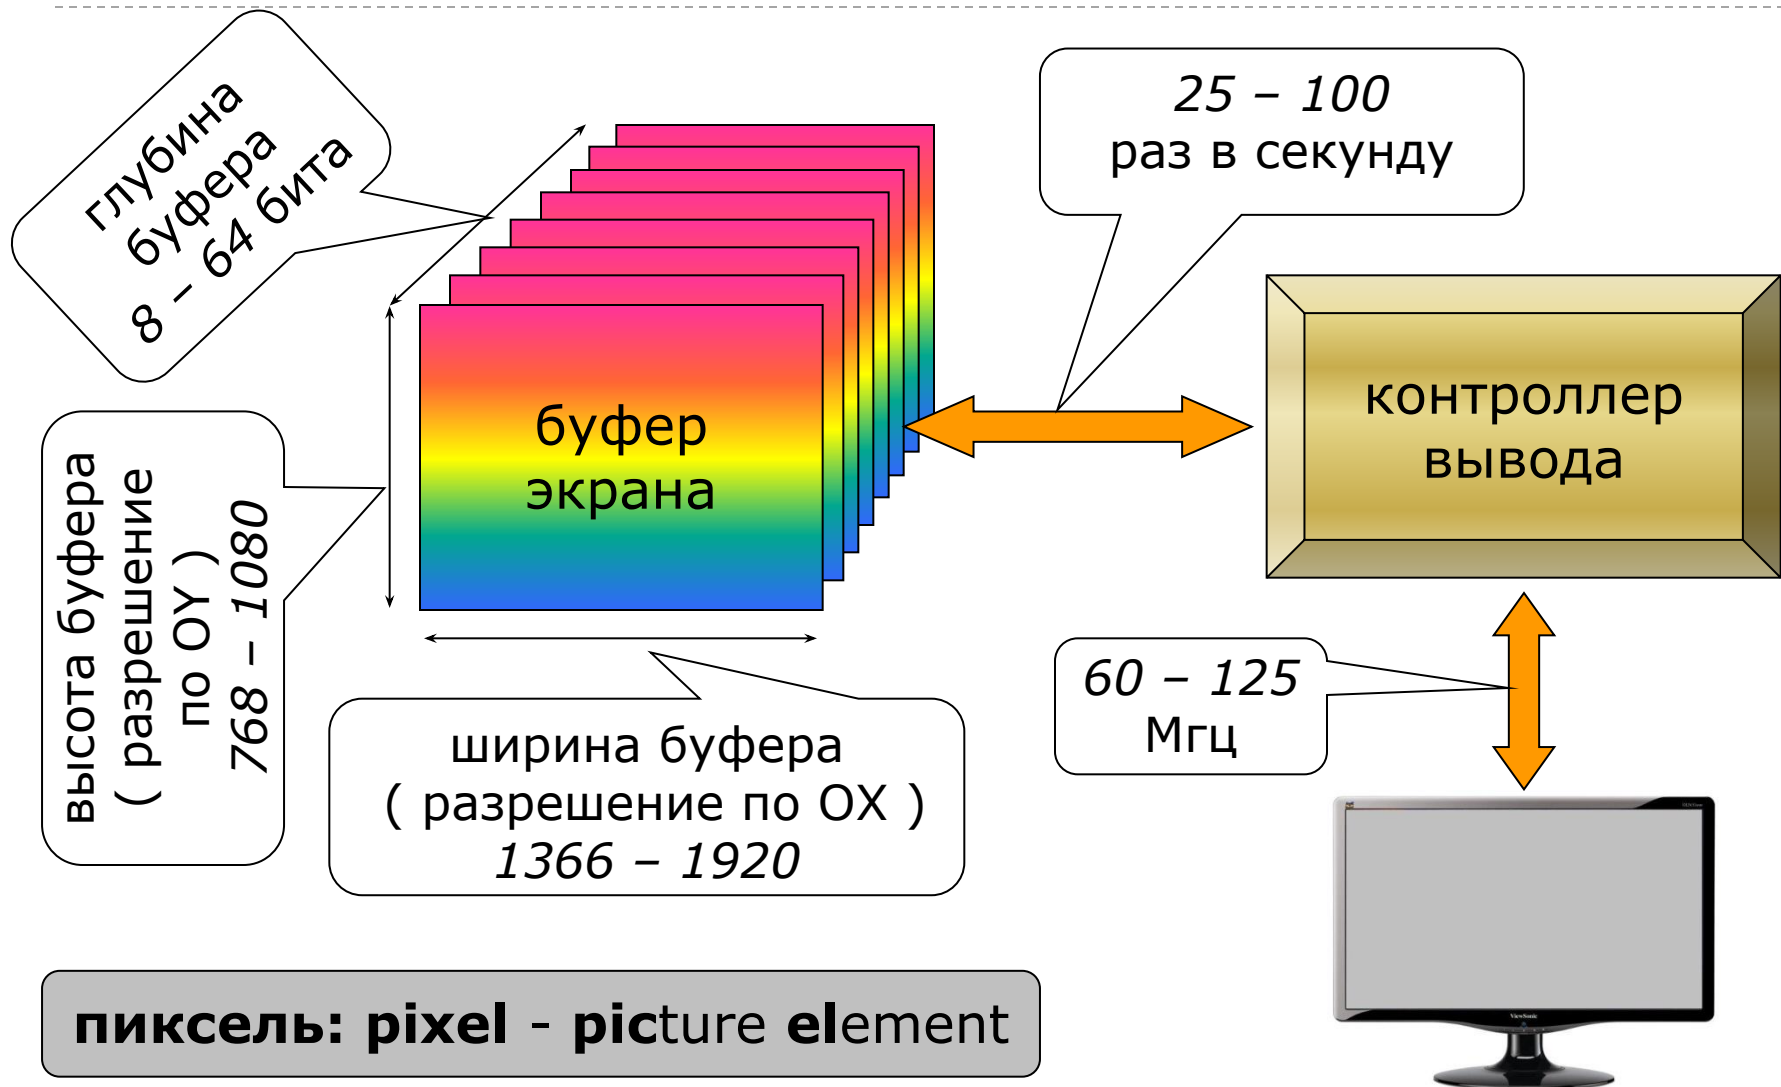 глубина
буфера
8 – 64 бита
25 – 100
раз в секунду
буфер
экрана
контроллер
вывода
высота буфера
( разрешение
по OY )
768 – 1080
60 – 125
Мгц
ширина буфера
( разрешение по OX )
1366 – 1920
ViewSonic
пиксель: pixel - picture element